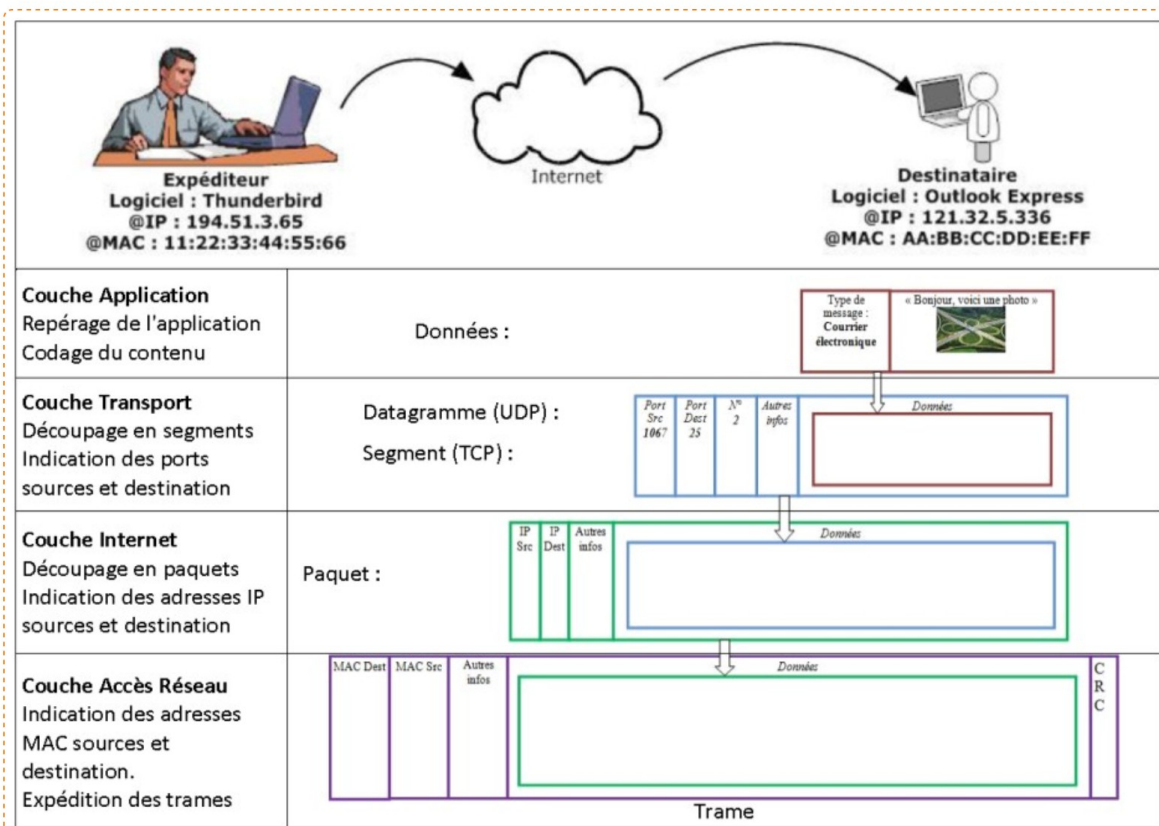 Internet
Expéditeur
Logiciel : Thunderbird
@IP : 194.51.3.65
@MAC : 11:22:33:44:55:66
Destinataire
Logiciel : Outlook Express
@IP : 121.32.5.336
@MAC : AA:BB:CC:DD:EE:FF
Couche Application
Repérage de l'application
Codage du contenu
Données :
Type de
message :
Courrier
électronique
« Bonjour, voici une photo »
Couche Transport
Découpage en segments
Indication des ports
sources et destination
Datagramme (UDP) :
Segment (TCP) :
Port
Src
1067
Port
Dest
25
N°
2
Autres
infos
Données
Couche Internet
Découpage en paquets
Indication des adresses IP
sources et destination
Paquet :
IP
Src
IP
Dest
Autres
infos
Données
Couche Accès Réseau
Indication des adresses
MAC sources et
destination.
Expédition des trames
MAC Dest
MAC Src
Autres
infos
Données
C
R
C
Trame